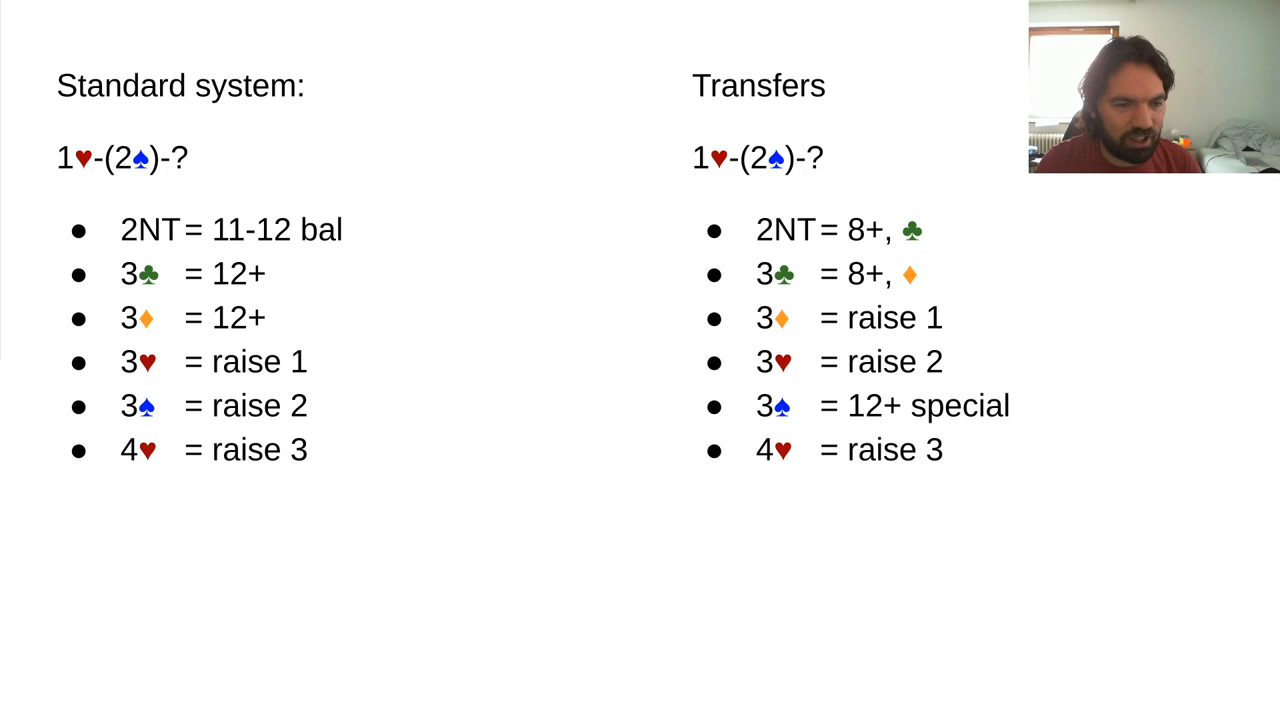 Standard system:
1♥-(2♠)-?
● 2NT = 11-12 bal
● 3♣ = 12+
● 3♦ = 12+
● 3♥ = raise 1
● 3♠ = raise 2
● 4♥ = raise 3
Transfers
1♥-(2♠)-?
● 2NT = 8+, ♣
● 3♣ = 8+, ♦
● 3♦ = raise 1
● 3♥ = raise 2
● 3♠ = 12+ special
● 4♥ = raise 3